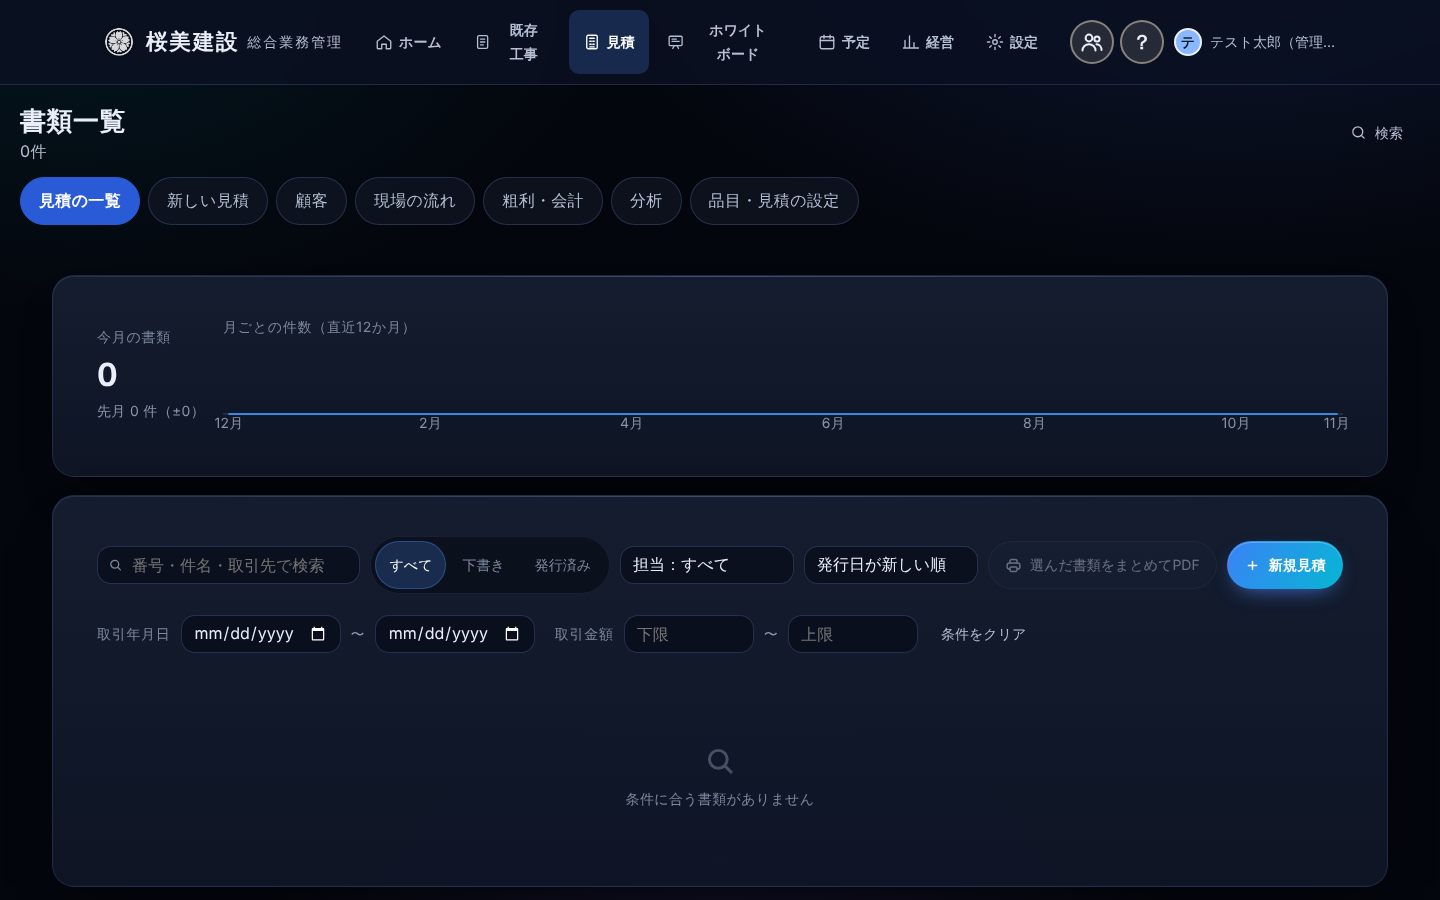 桜美建設 総合業務管理 ホーム 既存工事 見積 ホワイトボード 予定 経営 設定 ? テ テスト太郎（管理...
書類一覧
0件
検索
見積の一覧 新しい見積 顧客 現場の流れ 粗利・会計 分析 品目・見積の設定
今月の書類
0
先月 0 件（±0）
月ごとの件数（直近12か月）
12月 2月 4月 6月 8月 10月 11月
番号・件名・取引先で検索 すべて 下書き 発行済み 担当：すべて 発行日が新しい順 選んだ書類をまとめてPDF + 新規見積
取引年月日 mm/dd/yyyy 〜 mm/dd/yyyy 取引金額 下限 〜 上限 条件をクリア
条件に合う書類がありません